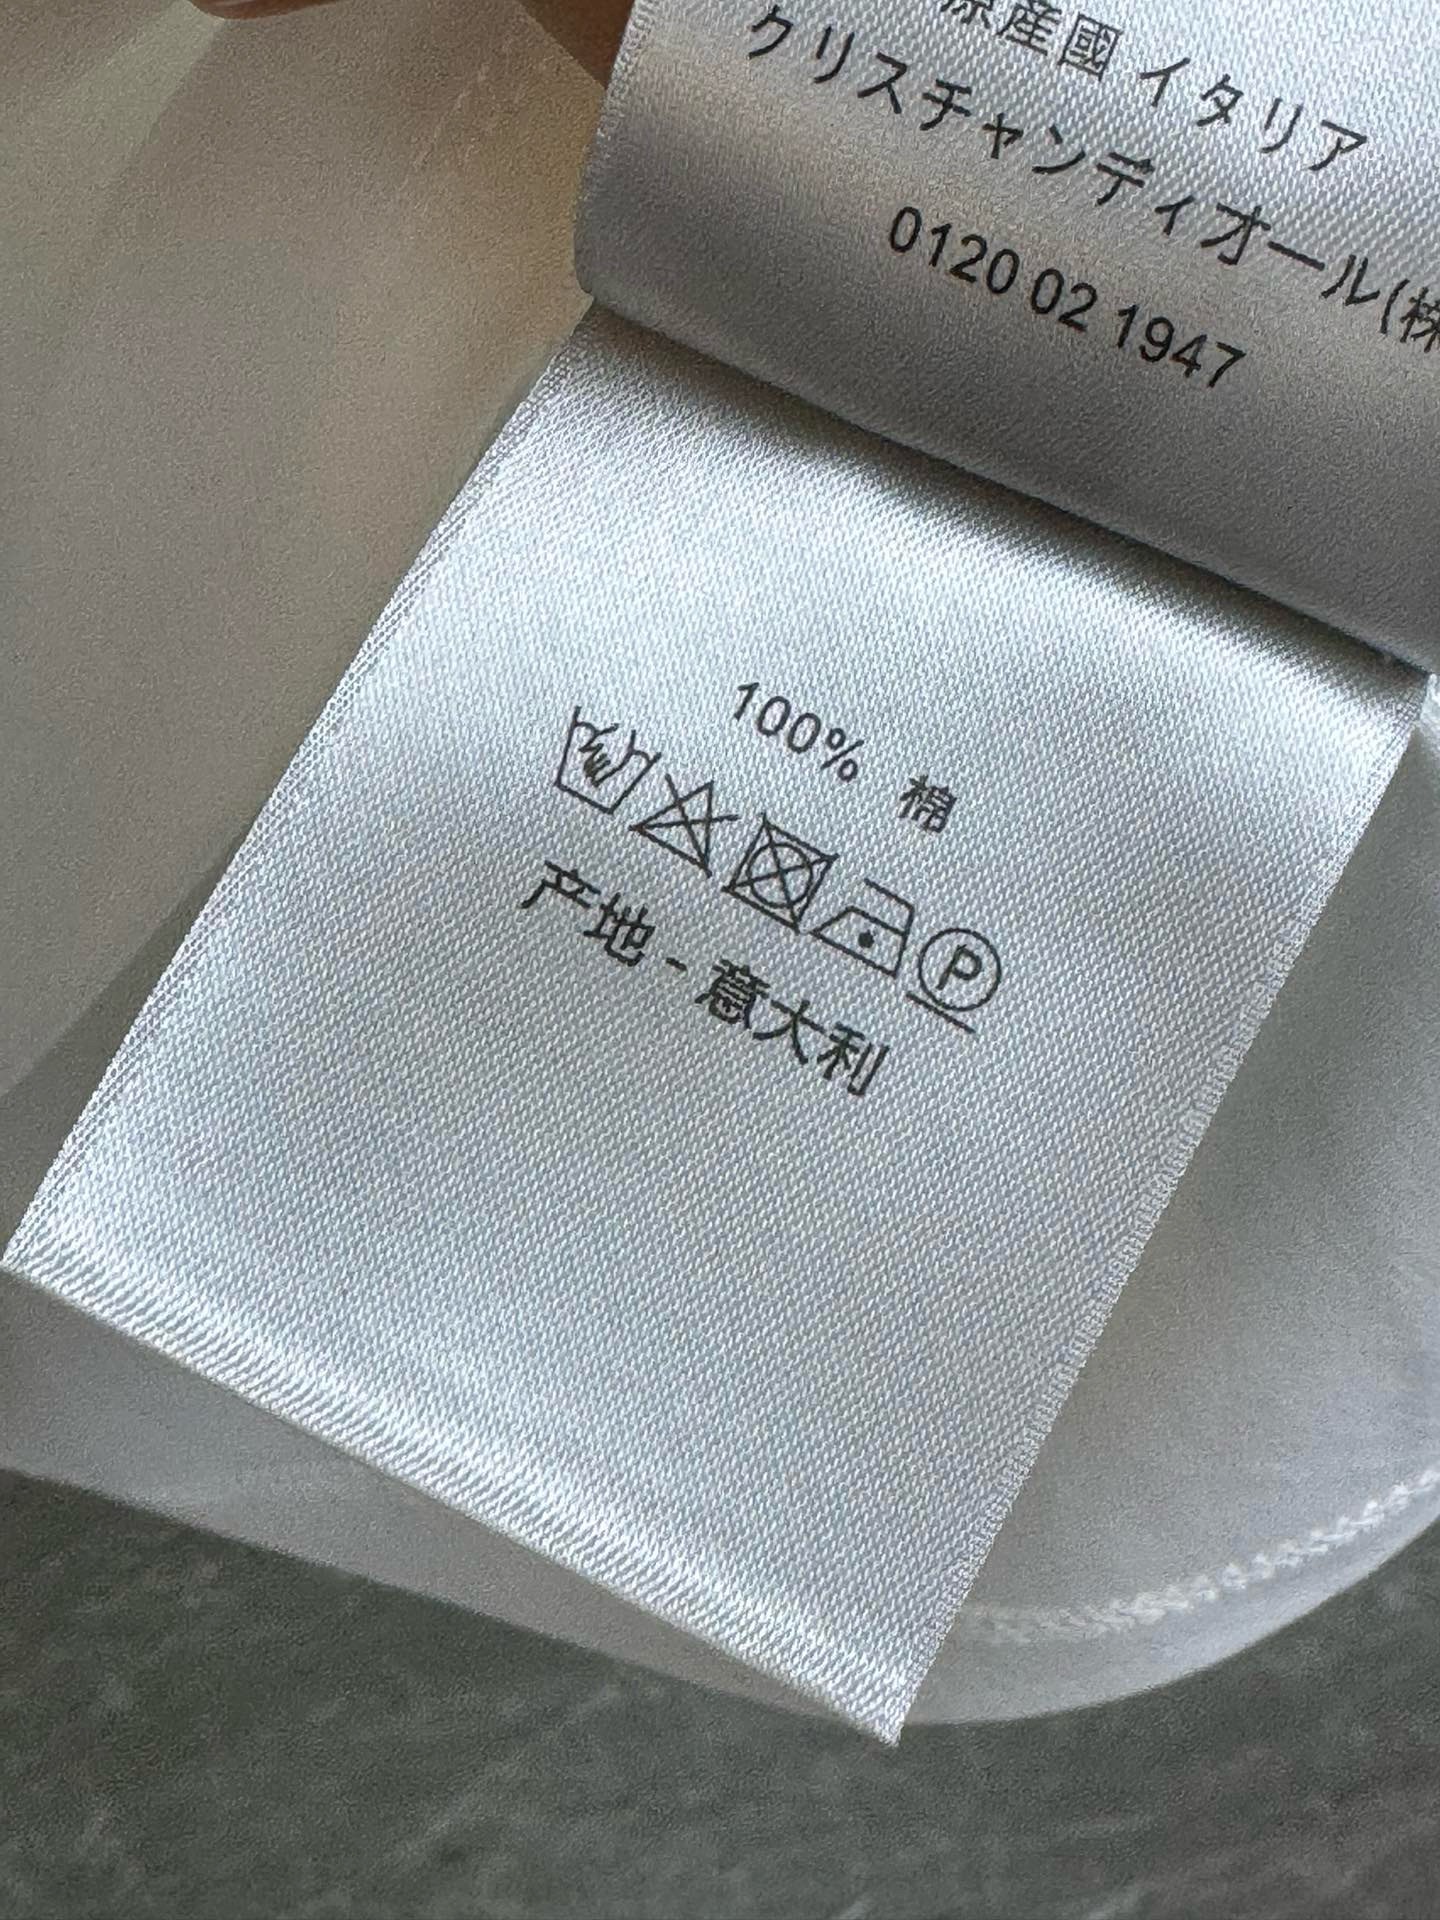 原産國 イタリア
クリスチャンディオール(株
0120 02 1947
100% 棉
P
产地 - 意大利